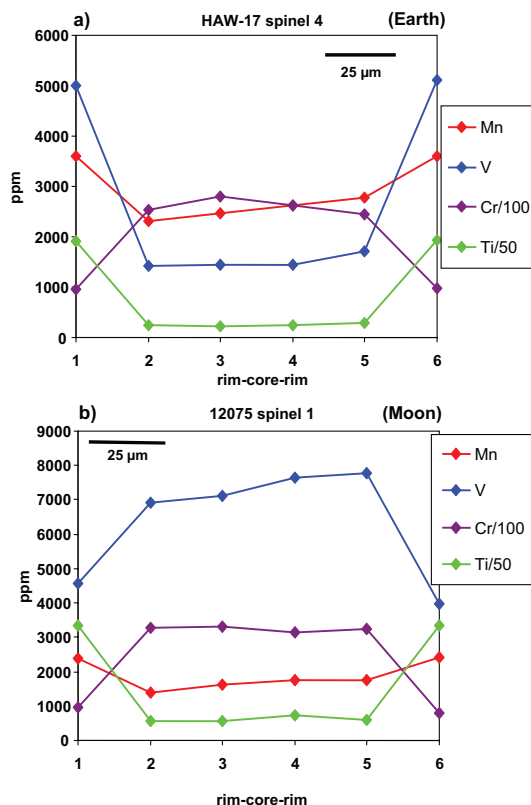 a) HAW-17 spinel 4 (Earth)
6000
5000
4000
3000
2000
1000
0
ppm
25 µm
Mn
V
Cr/100
Ti/50
1 2 3 4 5 6
rim-core-rim
b) 12075 spinel 1 (Moon)
9000
8000
7000
6000
5000
4000
3000
2000
1000
0
ppm
25 µm
Mn
V
Cr/100
Ti/50
1 2 3 4 5 6
rim-core-rim